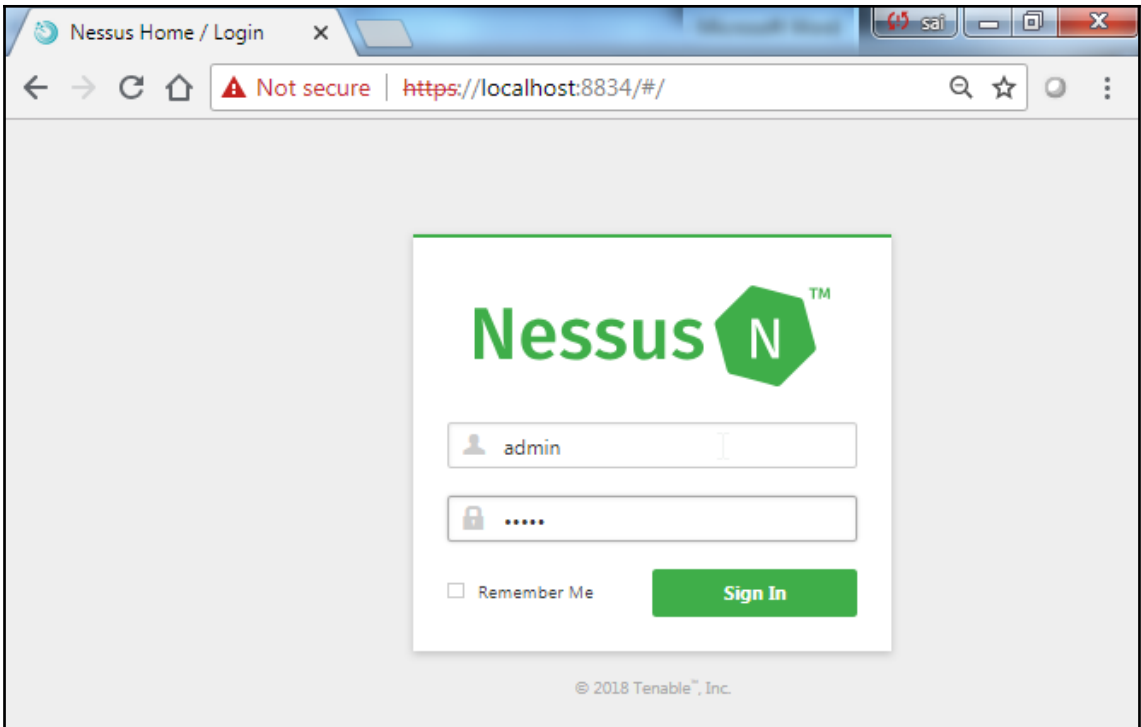 Nessus Home / Login
sai
Not secure | https://localhost:8834/#/
Nessus N ™
admin
•••••
Remember Me
Sign In
© 2018 Tenable™, Inc.